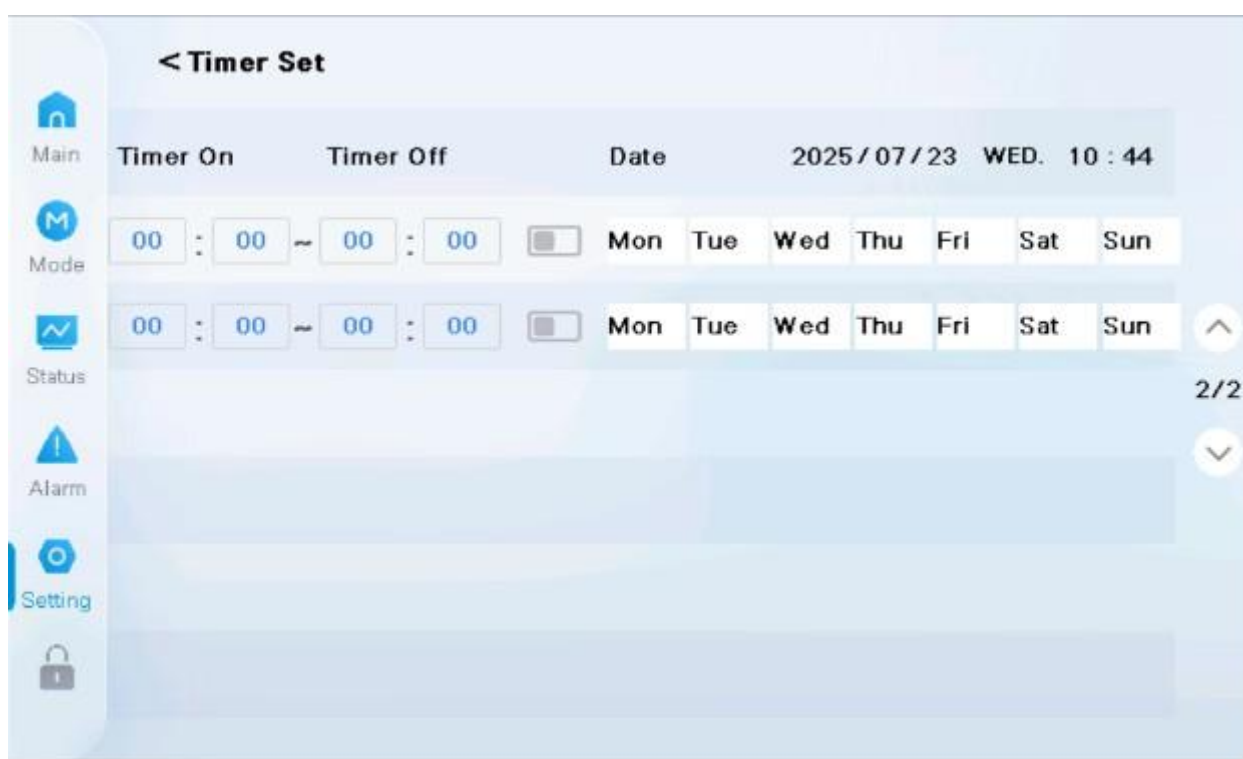 < Timer Set
Main
Timer On Timer Off Date 2025/07/23 WED. 10 : 44
M
Mode
00 : 00 ~ 00 : 00 Mon Tue Wed Thu Fri Sat Sun
00 : 00 ~ 00 : 00 Mon Tue Wed Thu Fri Sat Sun
Status
2/2
Alarm
Setting